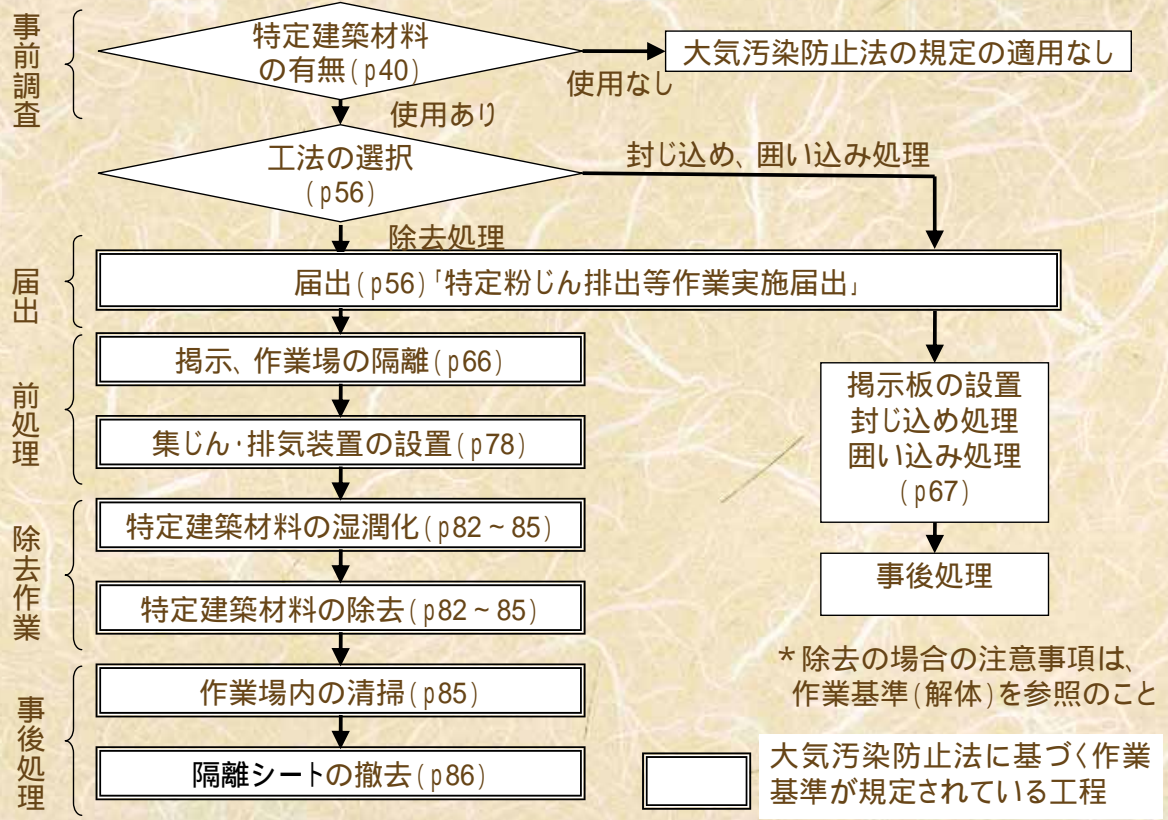 事前調査
特定建築材料
の有無(p40)
使用なし
大気汚染防止法の規定の適用なし
使用あり
工法の選択
(p56)
封じ込め、囲い込み処理
除去処理
届出
届出(p56)「特定粉じん排出等作業実施届出」
前処理
掲示、作業場の隔離(p66)
集じん・排気装置の設置(p78)
掲示板の設置
封じ込め処理
囲い込み処理
(p67)
事後処理
除去作業
特定建築材料の湿潤化(p82~85)
特定建築材料の除去(p82~85)
*除去の場合の注意事項は、
作業基準(解体)を参照のこと
事後処理
作業場内の清掃(p85)
隔離シートの撤去(p86)
大気汚染防止法に基づく作業
基準が規定されている工程